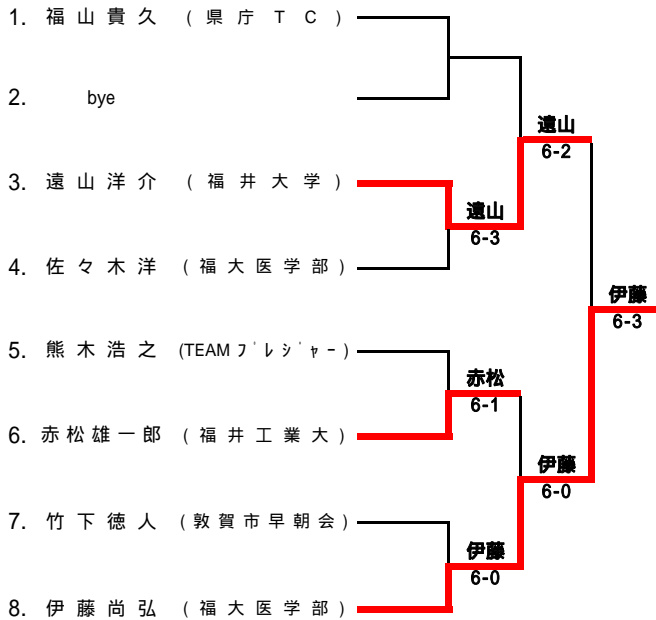 1. 福山貴久 (県庁TC)
2. bye
遠山
6-2
3. 遠山洋介 (福井大学)
遠山
6-3
4. 佐々木洋 (福大医学部)
伊藤
6-3
5. 熊木浩之 (TEAMプレジャー)
赤松
6-1
6. 赤松雄一郎 (福井工業大)
伊藤
6-0
7. 竹下徳人 (敦賀市早朝会)
伊藤
6-0
8. 伊藤尚弘 (福大医学部)